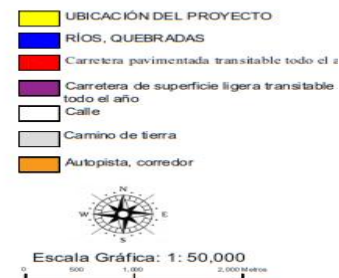 UBICACIÓN DEL PROYECTO
RÍOS, QUEBRADAS
Carretera pavimentada transitable todo el a
Carretera de superficie ligera transitable
todo el año
Calle
Camino de tierra
Autopista, corredor
N
W E
S
Escala Gráfica: 1: 50,000
0 500 1,000 2,000 Metros